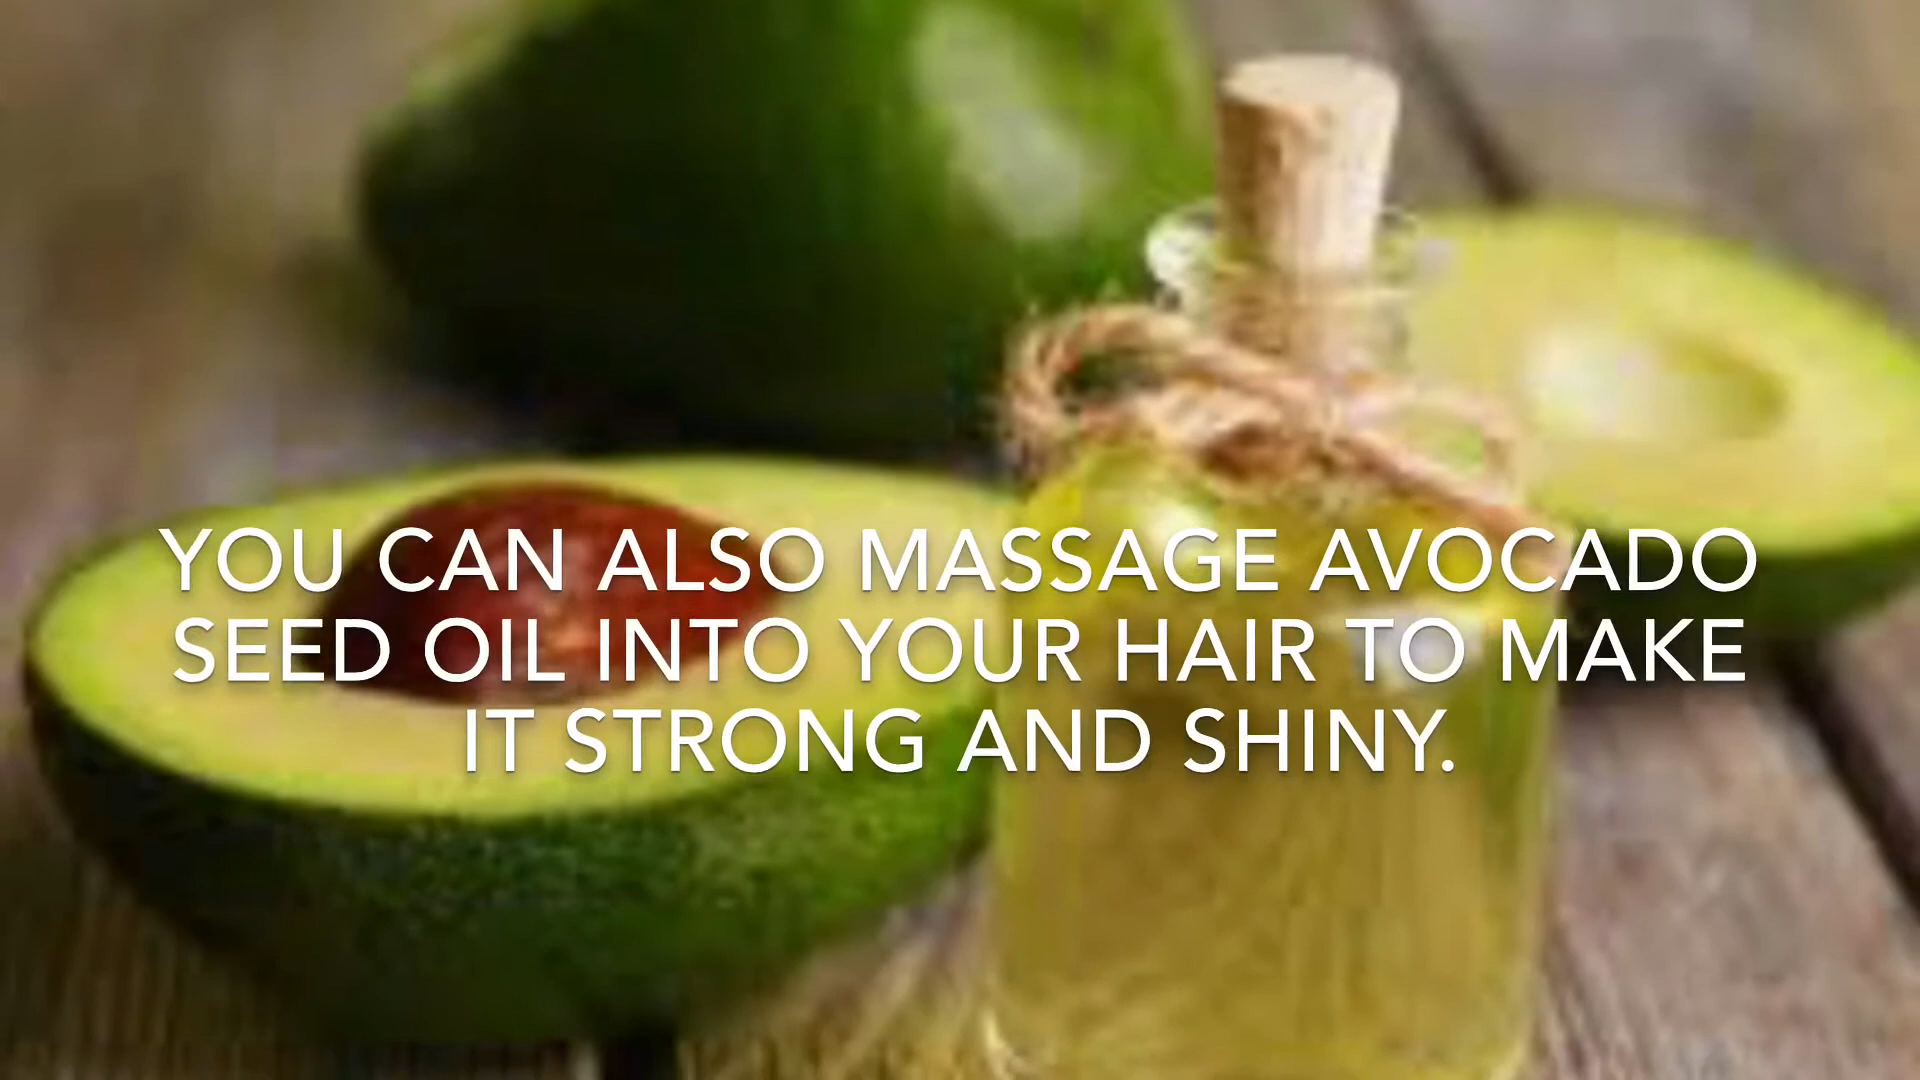 YOU CAN ALSO MASSAGE AVOCADO
SEED OIL INTO YOUR HAIR TO MAKE
IT STRONG AND SHINY.